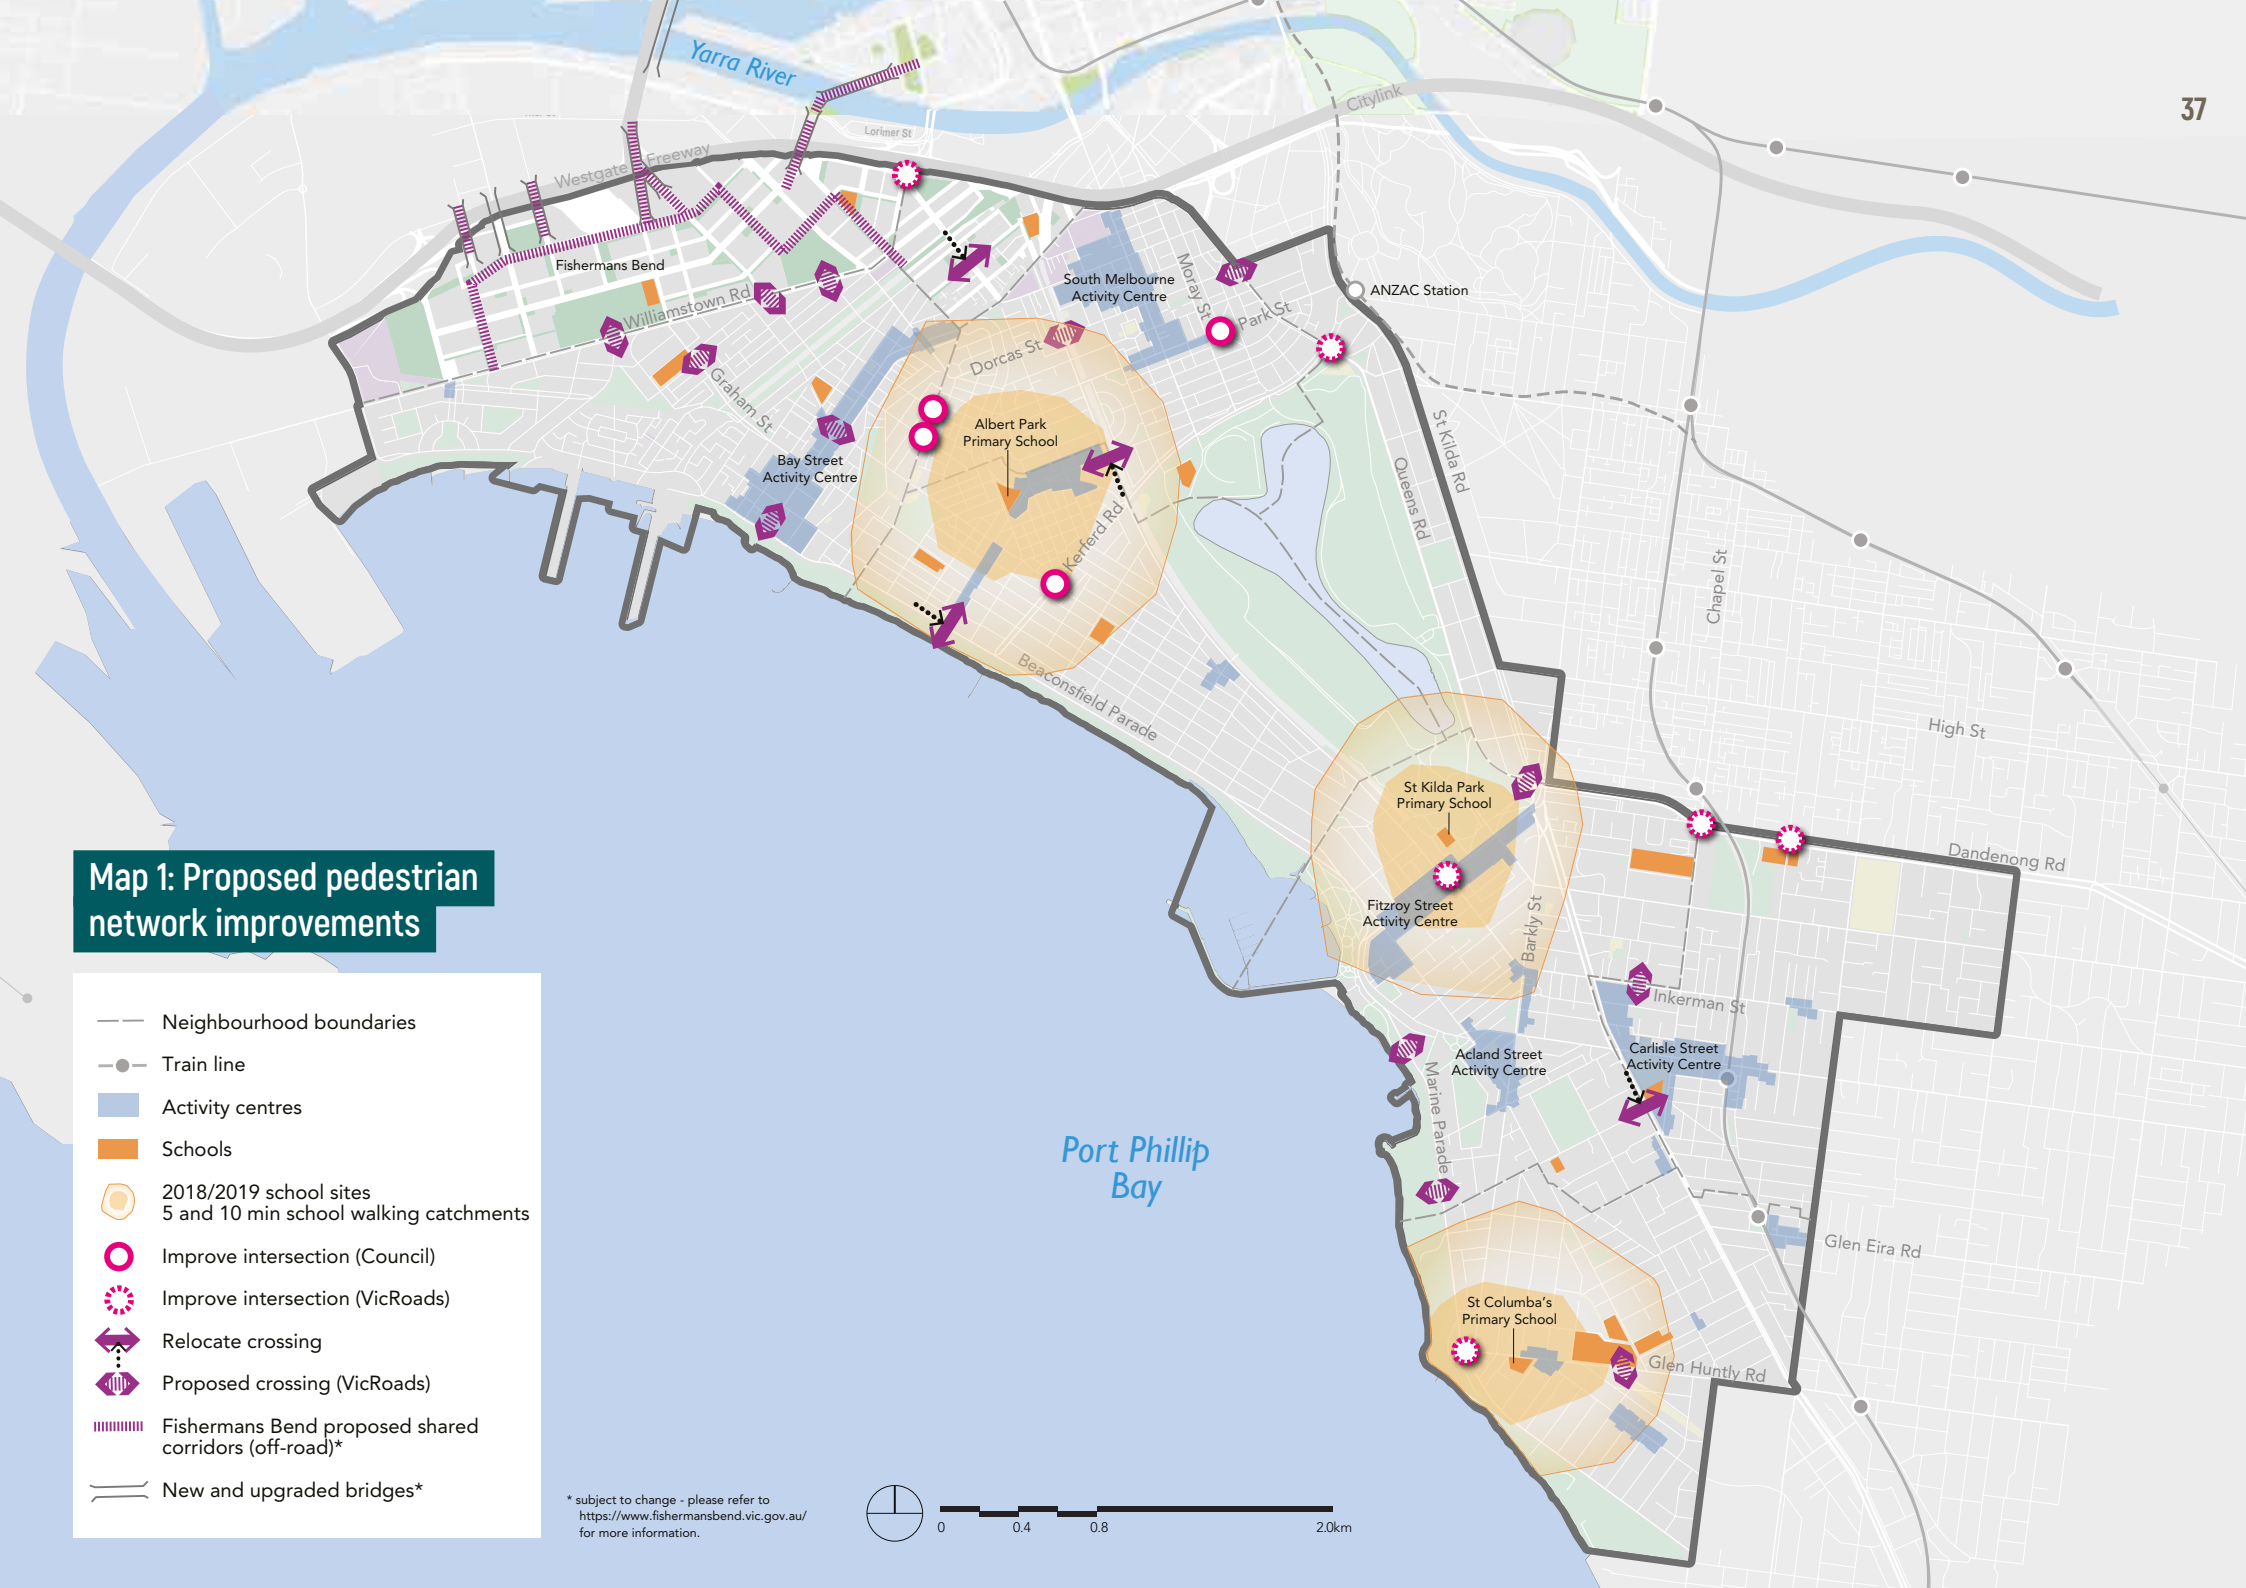 37
Yarra River
Citylink
Lorimer St
Westgate Freeway
Fishermans Bend
Williamstown Rd
South Melbourne
Activity Centre
Moray St
Park St
ANZAC Station
Dorcas St
Graham St
Albert Park
Primary School
Bay Street
Activity Centre
St Kilda Rd
Queens Rd
Kerferd Rd
Chapel St
Beaconsfield Parade
High St
St Kilda Park
Primary School
Dandenong Rd
Fitzroy Street
Activity Centre
Barkly St
Inkerman St
Acland Street
Activity Centre
Carlisle Street
Activity Centre
Marine Parade
Port Phillip
Bay
Glen Eira Rd
St Columba's
Primary School
Glen Huntly Rd
Map 1: Proposed pedestrian
network improvements
Neighbourhood boundaries
Train line
Activity centres
Schools
2018/2019 school sites
5 and 10 min school walking catchments
Improve intersection (Council)
Improve intersection (VicRoads)
Relocate crossing
Proposed crossing (VicRoads)
Fishermans Bend proposed shared
corridors (off-road)*
New and upgraded bridges*
* subject to change - please refer to
https://www.fishermansbend.vic.gov.au/
for more information.
0 0.4 0.8 2.0km